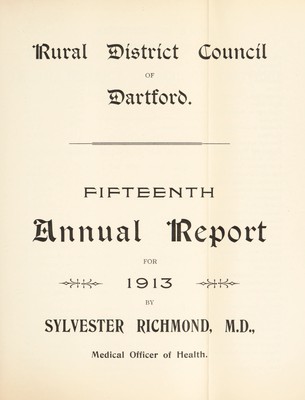 Rural District Council
OF
Dartford.
FIFTEENTH
Annual Report
FOR
1913
BY
SYLVESTER RICHMOND, M.D.,
Medical Officer of Health.